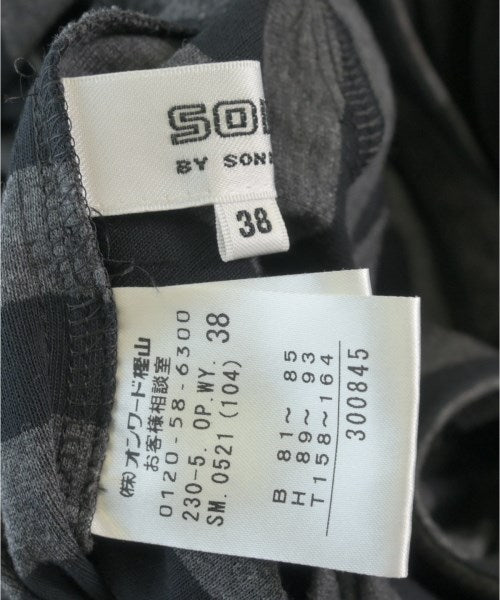 SO
BY SON
38
(株)オンワード樫山
お客様相談室
0120-58-6300
230-5. OP.WY. 38
SM. 0521 (104)
B 81〜 85
H 89〜 93
T158〜164
300845